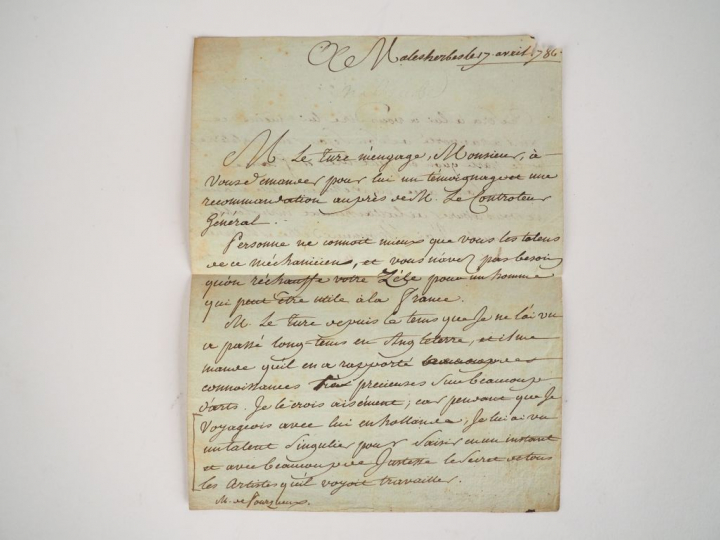 Malesherbes le 17 avril 1786.
M. Le turc m'engage, Monsieur, à
vous demander pour lui un témoignage et une
recommandation auprès de M. Le Controleur
Général.
Personne ne connoit mieux que vous les talens
de ce méchanicien, et vous n'avez pas besoin
qu'on réchauffe votre Zéle pour un homme
qui peut être utile à la France.
M. Le turc depuis le tems que Je ne l'ai vu
a passé long-tems en Angleterre, et il me
mande qu'il en a rapporté des
connoissances très précieuses sur beaucoup
d'arts. Je le crois aisément; car pendant que Je
voyageois avec lui en hollande, Je lui ai vu
un talent singulier pour saisir en un instant
et avec beaucoup de Justesse le secret de tous
les Artistes qu'il voyoit travailler.
M. de